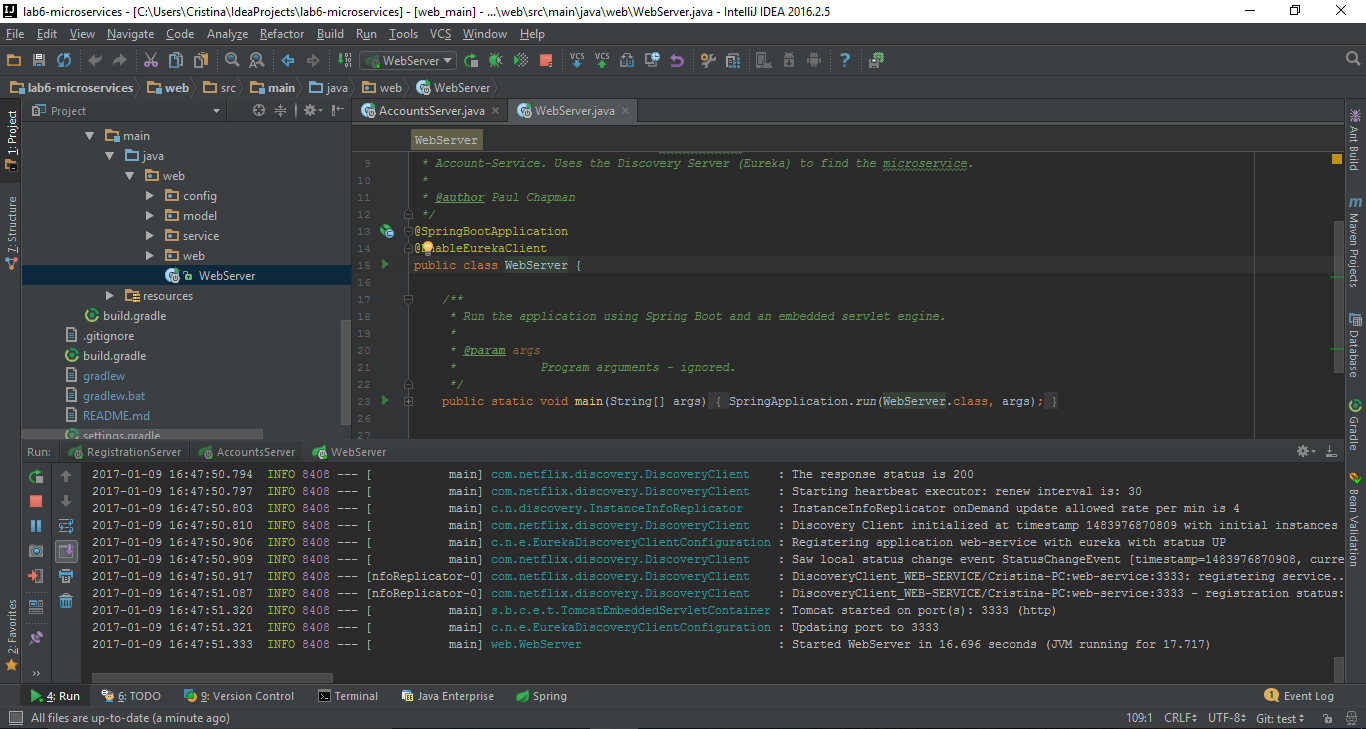 lab6-microservices - [C:\Users\Cristina\IdeaProjects\lab6-microservices] - [web_main] - ...\web\src\main\java\web\WebServer.java - IntelliJ IDEA 2016.2.5
File Edit View Navigate Code Analyze Refactor Build Run Tools VCS Window Help
WebServer
VCS VCS
lab6-microservices web src main java web WebServer
Project
AccountsServer.java WebServer.java
WebServer
1: Project
7: Structure
2: Favorites
main
java
web
config
model
service
web
WebServer
resources
build.gradle
.gitignore
build.gradle
gradlew
gradlew.bat
README.md
settings.gradle
9 * Account-Service. Uses the Discovery Server (Eureka) to find the microservice.
10 *
11 * @author Paul Chapman
12 */
13 @SpringBootApplication
14 @EnableEurekaClient
15 public class WebServer {
16
17 /**
18 * Run the application using Spring Boot and an embedded servlet engine.
19 *
20 * @param args
21 * Program arguments - ignored.
22 */
23 public static void main(String[] args) { SpringApplication.run(WebServer.class, args); }
26
27
Ant Build
Maven Projects
Database
Gradle
Bean Validation
Run: RegistrationServer AccountsServer WebServer
2017-01-09 16:47:50.794 INFO 8408 --- [ main] com.netflix.discovery.DiscoveryClient : The response status is 200
2017-01-09 16:47:50.797 INFO 8408 --- [ main] com.netflix.discovery.DiscoveryClient : Starting heartbeat executor: renew interval is: 30
2017-01-09 16:47:50.803 INFO 8408 --- [ main] c.n.discovery.InstanceInfoReplicator : InstanceInfoReplicator onDemand update allowed rate per min is 4
2017-01-09 16:47:50.810 INFO 8408 --- [ main] com.netflix.discovery.DiscoveryClient : Discovery Client initialized at timestamp 1483976870809 with initial instances
2017-01-09 16:47:50.906 INFO 8408 --- [ main] c.n.e.EurekaDiscoveryClientConfiguration : Registering application web-service with eureka with status UP
2017-01-09 16:47:50.909 INFO 8408 --- [ main] com.netflix.discovery.DiscoveryClient : Saw local status change event StatusChangeEvent [timestamp=1483976870908, curre
2017-01-09 16:47:50.917 INFO 8408 --- [nfoReplicator-0] com.netflix.discovery.DiscoveryClient : DiscoveryClient_WEB-SERVICE/Cristina-PC:web-service:3333: registering service...
2017-01-09 16:47:51.087 INFO 8408 --- [nfoReplicator-0] com.netflix.discovery.DiscoveryClient : DiscoveryClient_WEB-SERVICE/Cristina-PC:web-service:3333 - registration status:
2017-01-09 16:47:51.320 INFO 8408 --- [ main] s.b.c.e.t.TomcatEmbeddedServletContainer : Tomcat started on port(s): 3333 (http)
2017-01-09 16:47:51.321 INFO 8408 --- [ main] c.n.e.EurekaDiscoveryClientConfiguration : Updating port to 3333
2017-01-09 16:47:51.333 INFO 8408 --- [ main] web.WebServer : Started WebServer in 16.696 seconds (JVM running for 17.717)
4: Run 6: TODO 9: Version Control Terminal Java Enterprise Spring 1 Event Log
All files are up-to-date (a minute ago) 109:1 CRLF UTF-8 Git: test